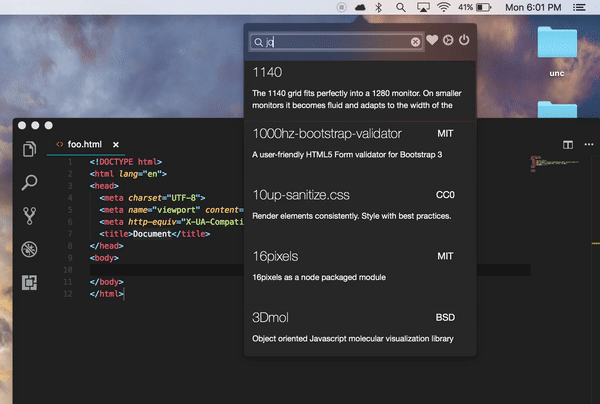 41%
Mon 6:01 PM
unc
jq
1140
The 1140 grid fits perfectly into a 1280 monitor. On smaller
monitors it becomes fluid and adapts to the width of the
1000hz-bootstrap-validator MIT
A user-friendly HTML5 Form validator for Bootstrap 3
10up-sanitize.css CC0
Render elements consistently. Style with best practices.
16pixels MIT
16pixels as a node packaged module
3Dmol BSD
Object oriented Javascript molecular visualization library
<> foo.html ×
1 <!DOCTYPE html>
2 <html lang="en">
3 <head>
4 <meta charset="UTF-8">
5 <meta name="viewport" content=
6 <meta http-equiv="X-UA-Compati
7 <title>Document</title>
8 </head>
9 <body>
10
11 </body>
12 </html>